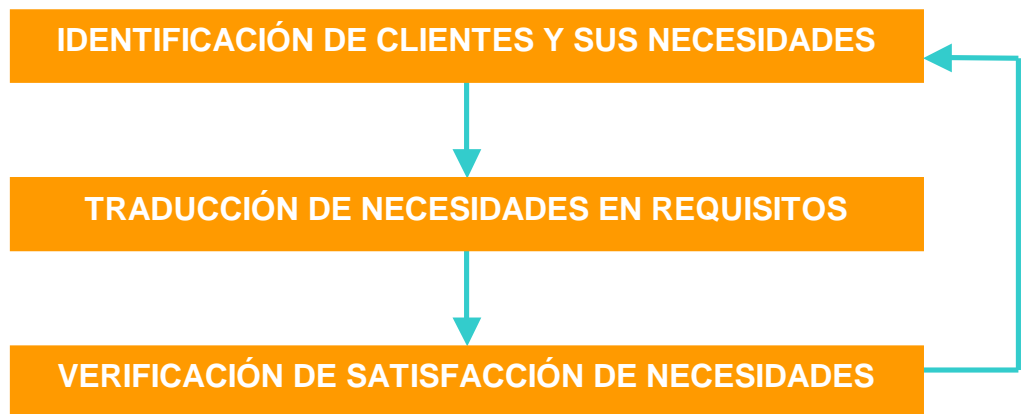 IDENTIFICACIÓN DE CLIENTES Y SUS NECESIDADES
TRADUCCIÓN DE NECESIDADES EN REQUISITOS
VERIFICACIÓN DE SATISFACCIÓN DE NECESIDADES